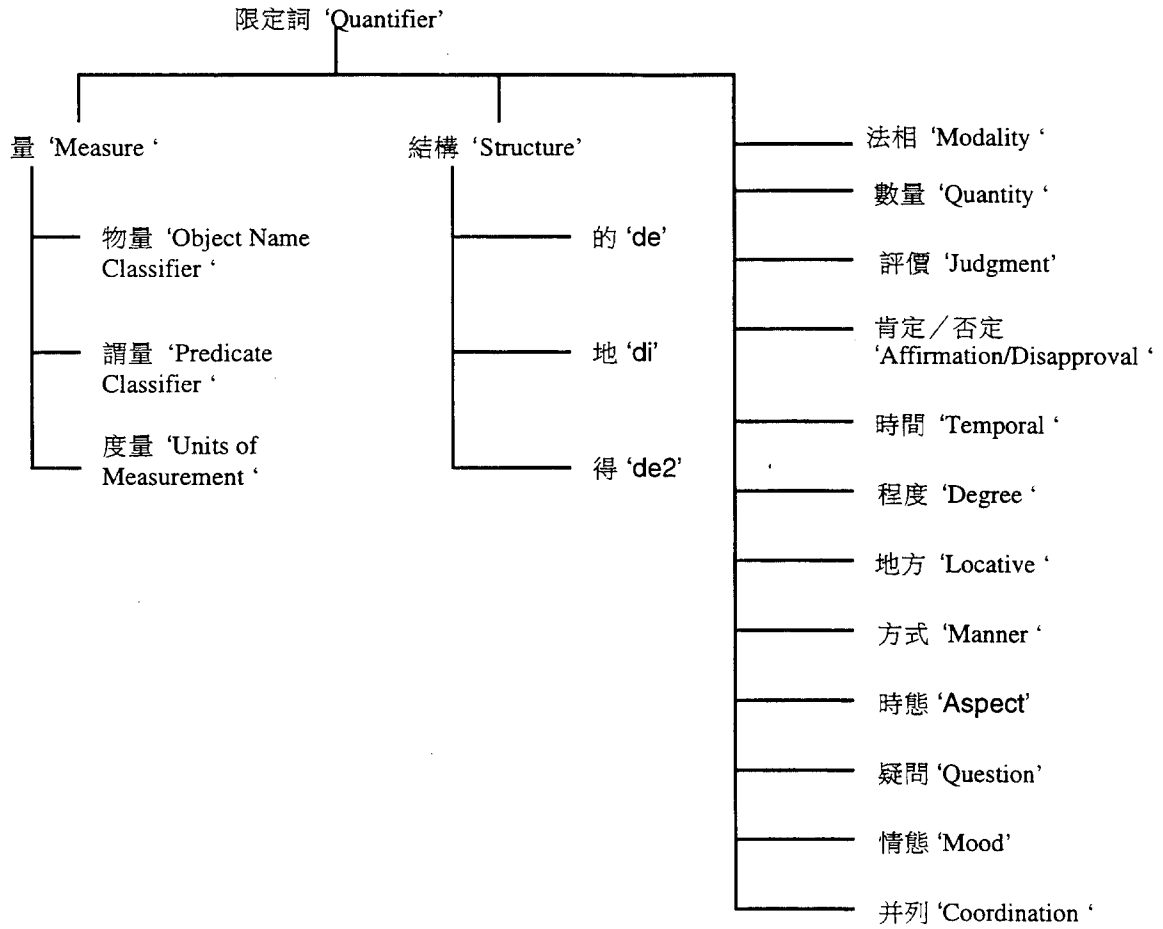 限定詞 ‘Quantifier’
量 ‘Measure ‘
物量 ‘Object Name
Classifier ‘
謂量 ‘Predicate
Classifier ‘
度量 ‘Units of
Measurement ‘
結構 ‘Structure’
的 ‘de’
地 ‘di’
得 ‘de2’
法相 ‘Modality ‘
數量 ‘Quantity ‘
評價 ‘Judgment’
肯定／否定
‘Affirmation/Disapproval ‘
時間 ‘Temporal ‘
程度 ‘Degree ‘
地方 ‘Locative ‘
方式 ‘Manner ‘
時態 ‘Aspect’
疑問 ‘Question’
情態 ‘Mood’
并列 ‘Coordination ‘